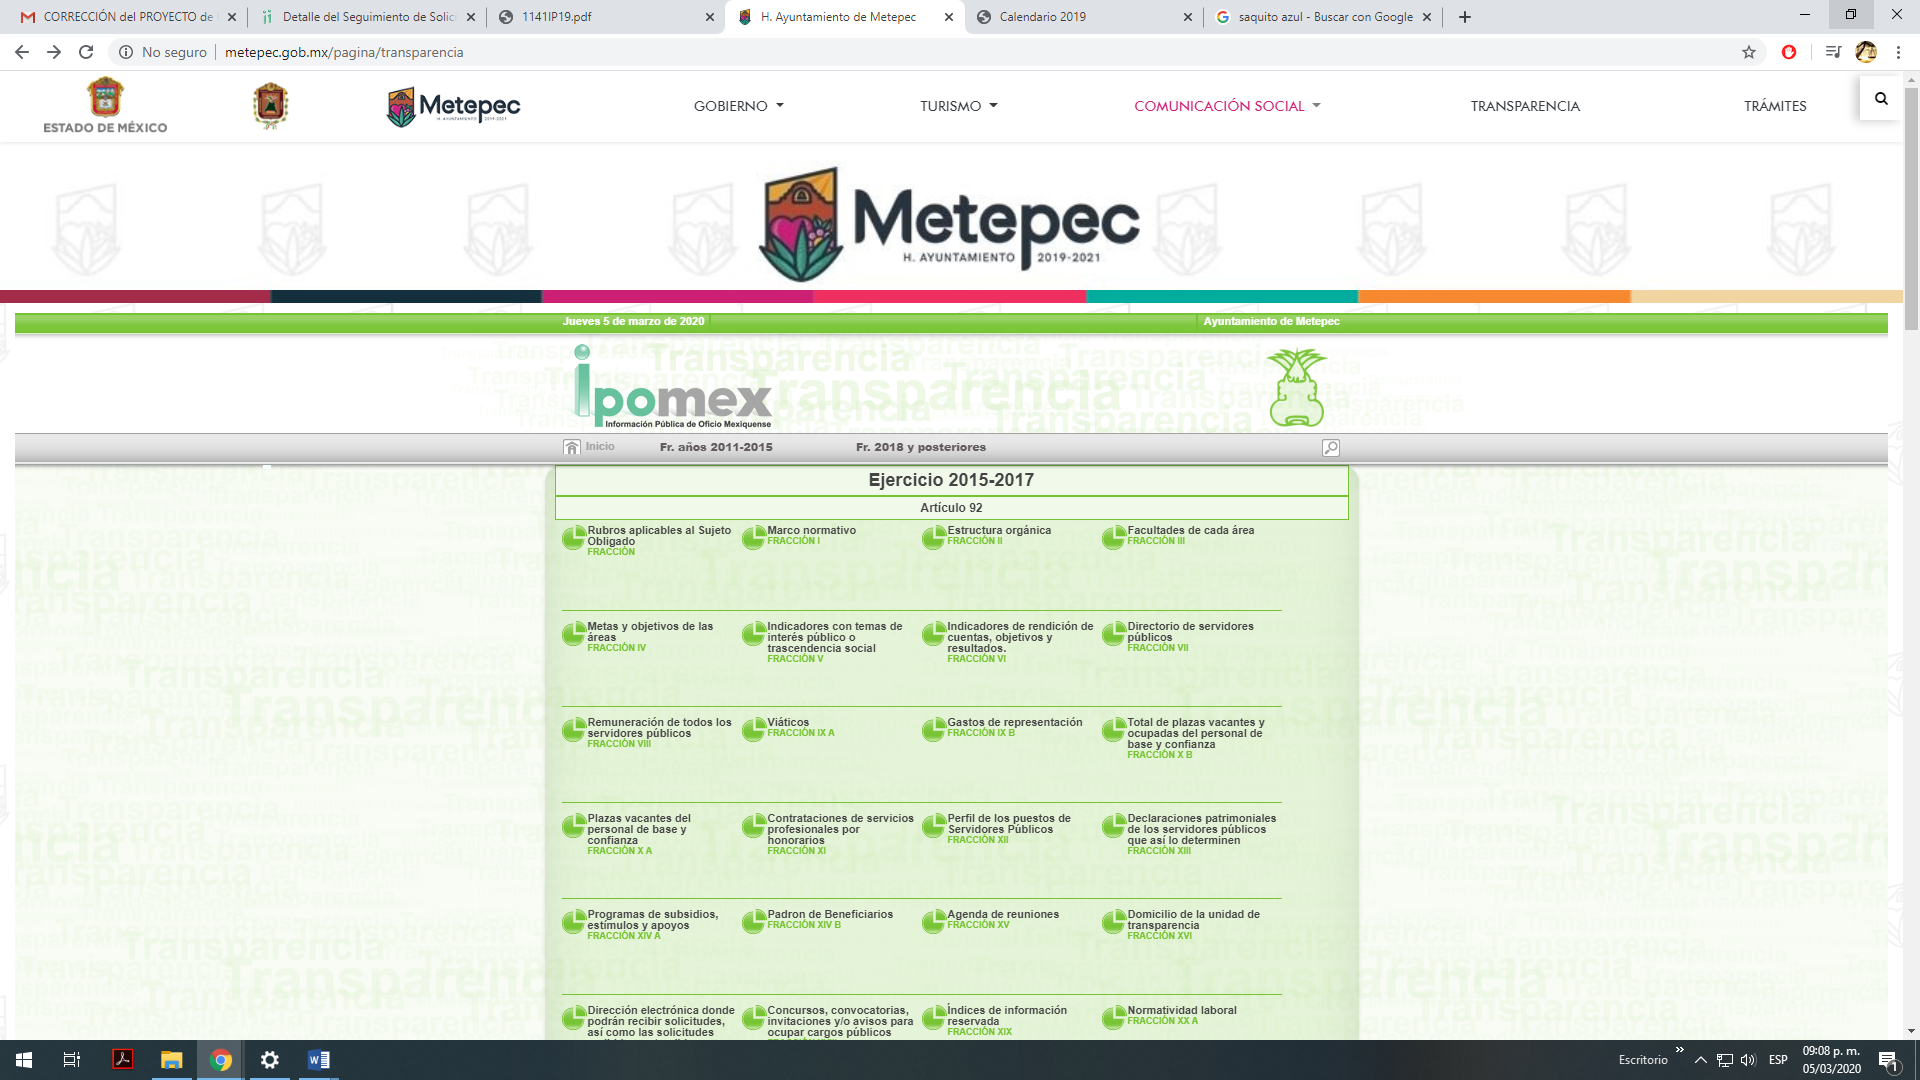 CORRECCIÓN del PROYECTO de
Detalle del Seguimiento de Solici
1141IP19.pdf
H. Ayuntamiento de Metepec
Calendario 2019
saquito azul - Buscar con Google
No seguro
metepec.gob.mx/pagina/transparencia
ESTADO DE MÉXICO
Metepec
H. AYUNTAMIENTO 2019-2021
GOBIERNO
TURISMO
COMUNICACIÓN SOCIAL
TRANSPARENCIA
TRÁMITES
Metepec
H. AYUNTAMIENTO 2019-2021
Jueves 5 de marzo de 2020
Ayuntamiento de Metepec
Transparencia
ipomex
Información Pública de Oficio Mexiquense
Inicio
Fr. años 2011-2015
Fr. 2018 y posteriores
Ejercicio 2015-2017
Artículo 92
Rubros aplicables al Sujeto
Obligado
FRACCIÓN
Marco normativo
FRACCIÓN I
Estructura orgánica
FRACCIÓN II
Facultades de cada área
FRACCIÓN III
Metas y objetivos de las
áreas
FRACCIÓN IV
Indicadores con temas de
interés público o
trascendencia social
FRACCIÓN V
Indicadores de rendición de
cuentas, objetivos y
resultados.
FRACCIÓN VI
Directorio de servidores
públicos
FRACCIÓN VII
Remuneración de todos los
servidores públicos
FRACCIÓN VIII
Viáticos
FRACCIÓN IX A
Gastos de representación
FRACCIÓN IX B
Total de plazas vacantes y
ocupadas del personal de
base y confianza
FRACCIÓN X B
Plazas vacantes del
personal de base y
confianza
FRACCIÓN X A
Contrataciones de servicios
profesionales por
honorarios
FRACCIÓN XI
Perfil de los puestos de
Servidores Públicos
FRACCIÓN XII
Declaraciones patrimoniales
de los servidores públicos
que así lo determinen
FRACCIÓN XIII
Programas de subsidios,
estímulos y apoyos
FRACCIÓN XIV A
Padron de Beneficiarios
FRACCIÓN XIV B
Agenda de reuniones
FRACCIÓN XV
Domicilio de la unidad de
transparencia
FRACCIÓN XVI
Dirección electrónica donde
podrán recibir solicitudes,
así como las solicitudes
Concursos, convocatorias,
invitaciones y/o avisos para
ocupar cargos públicos
Índices de información
reservada
FRACCIÓN XIX
Normatividad laboral
FRACCIÓN XX A
Escritorio
ESP
09:08 p. m.
05/03/2020
1